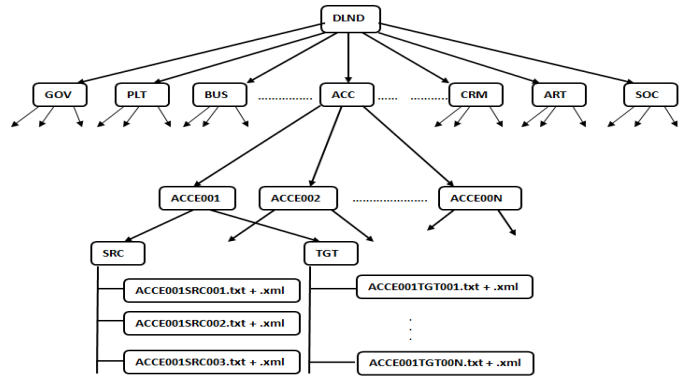 DLND
GOV
PLT
BUS
ACC
CRM
ART
SOC
ACCE001
ACCE002
ACCE00N
SRC
TGT
ACCE001SRC001.txt + .xml
ACCE001TGT001.txt + .xml
ACCE001SRC002.txt + .xml
ACCE001SRC003.txt + .xml
ACCE001TGT00N.txt + .xml